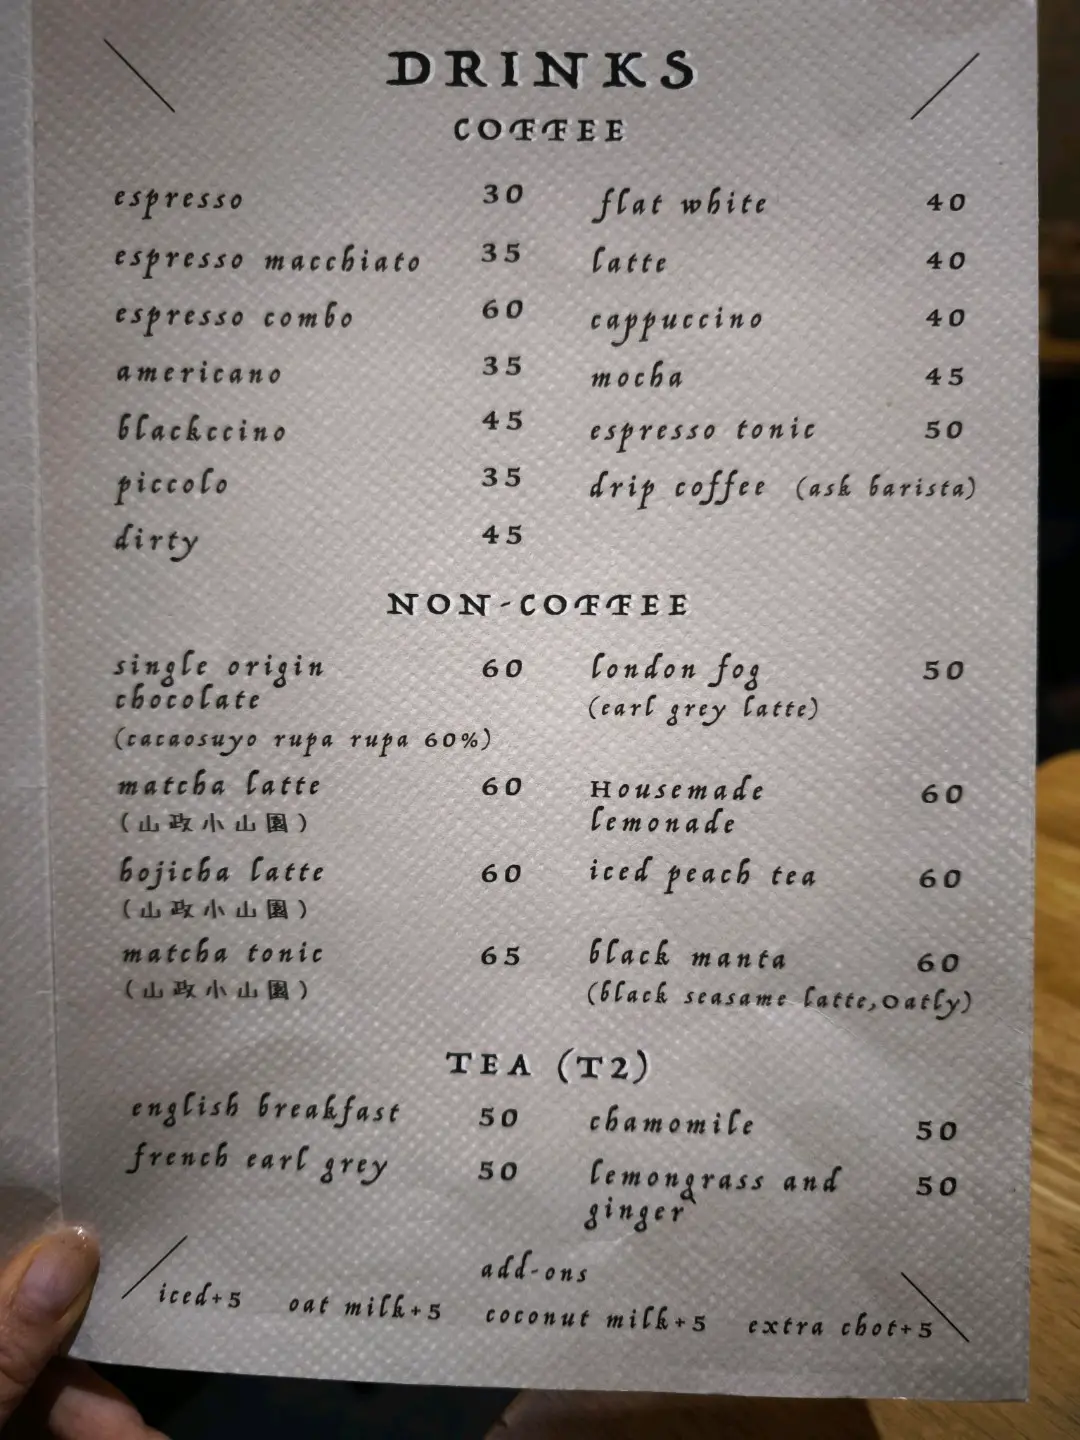 DRINKS
COFFEE
espresso 30
espresso macchiato 35
espresso combo 60
americano 35
blackccino 45
piccolo 35
dirty 45
flat white 40
latte 40
cappuccino 40
mocha 45
espresso tonic 50
drip coffee (ask barista)
NON-COFFEE
single origin 60
chocolate
(cacaosuyo rupa rupa 60%)
matcha latte 60
(山政小山園)
hojicha latte 60
(山政小山園)
matcha tonic 65
(山政小山園)
london fog 50
(earl grey latte)
Housemade 60
lemonade
iced peach tea 60
black manta 60
(black seasame latte,oatly)
TEA (T2)
english breakfast 50
french earl grey 50
chamomile 50
lemongrass and 50
ginger
add-ons
iced+5 oat milk+5 coconut milk+5 extra chot+5